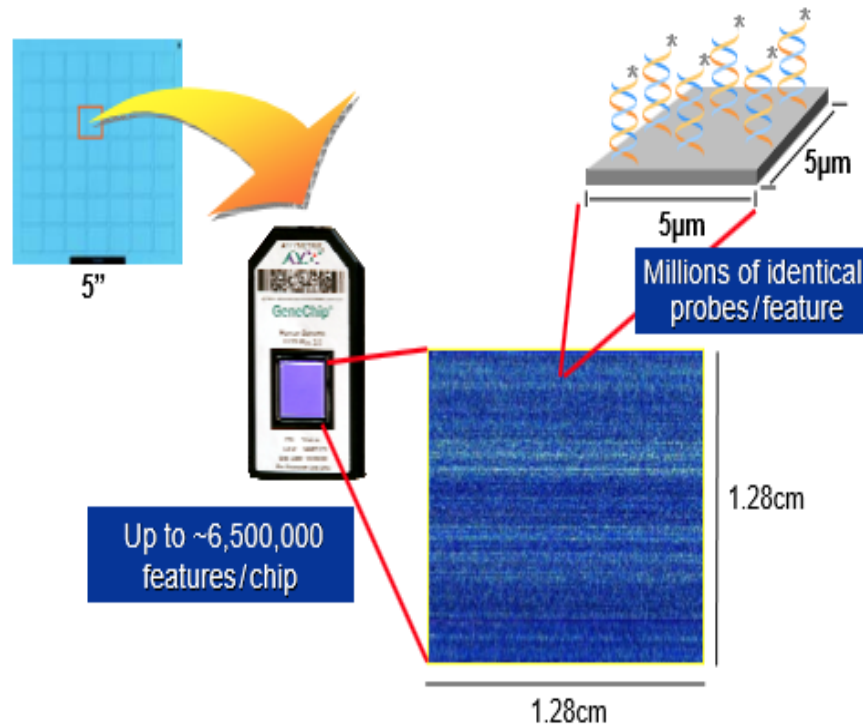 5”
*
*
*
*
*
*
5µm
5µm
Millions of identical
probes/feature
GeneChip®
Up to ~6,500,000
features/chip
1.28cm
1.28cm